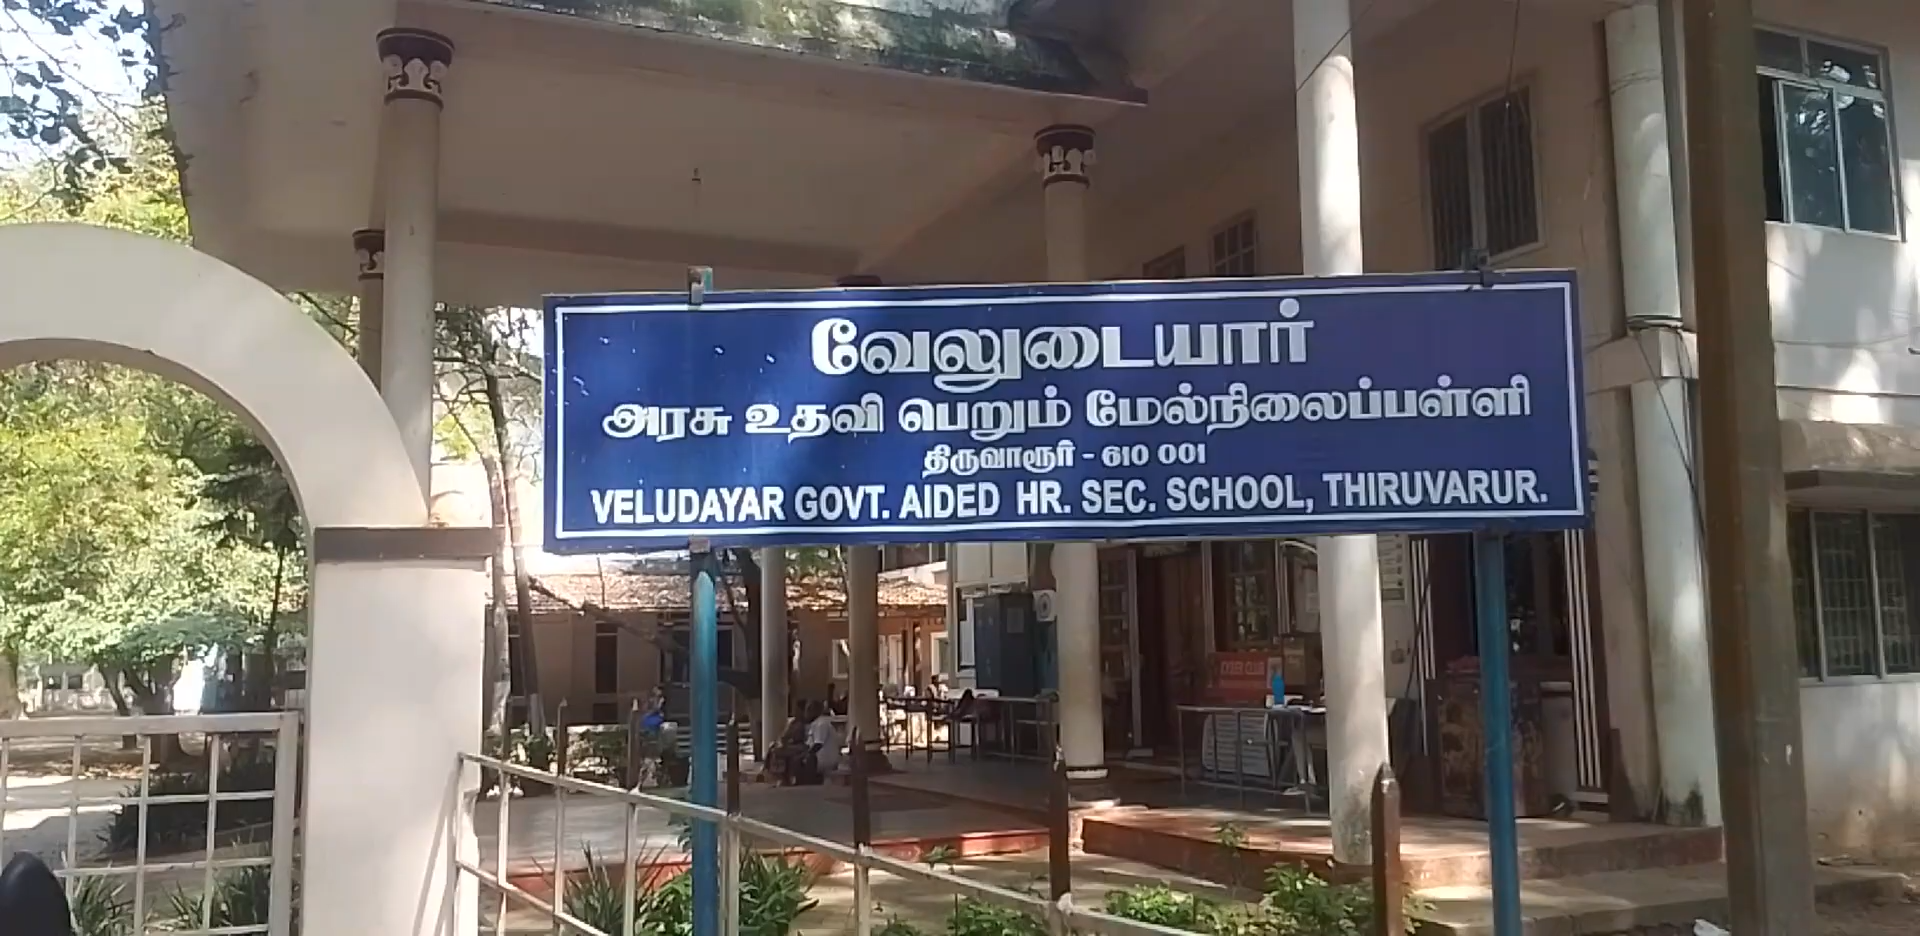 வேலுடையார்
அரசு உதவி பெறும் மேல்நிலைப்பள்ளி
திருவாரூர் - 610 001
VELUDAYAR GOVT. AIDED HR. SEC. SCHOOL, THIRUVARUR.